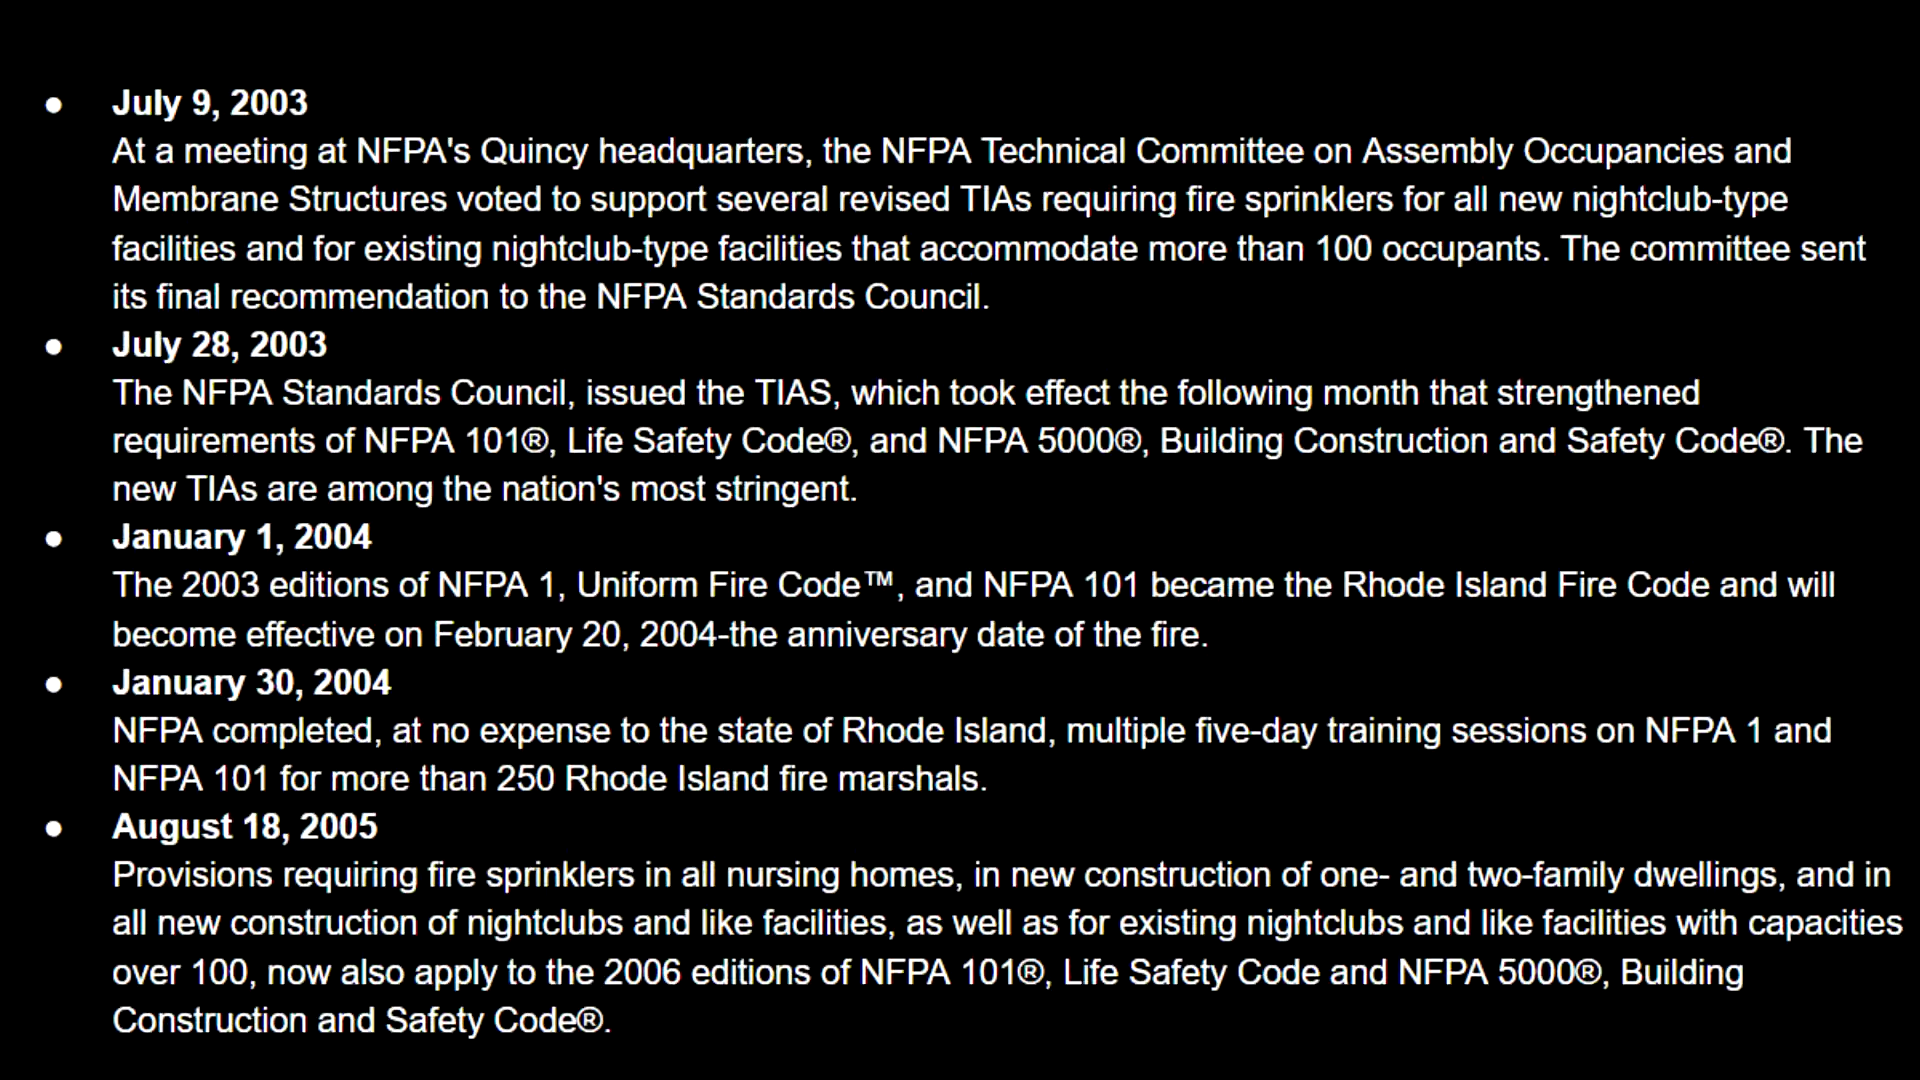 ● July 9, 2003
At a meeting at NFPA's Quincy headquarters, the NFPA Technical Committee on Assembly Occupancies and
Membrane Structures voted to support several revised TIAs requiring fire sprinklers for all new nightclub-type
facilities and for existing nightclub-type facilities that accommodate more than 100 occupants. The committee sent
its final recommendation to the NFPA Standards Council.
● July 28, 2003
The NFPA Standards Council, issued the TIAS, which took effect the following month that strengthened
requirements of NFPA 101®, Life Safety Code®, and NFPA 5000®, Building Construction and Safety Code®. The
new TIAs are among the nation's most stringent.
● January 1, 2004
The 2003 editions of NFPA 1, Uniform Fire Code™, and NFPA 101 became the Rhode Island Fire Code and will
become effective on February 20, 2004-the anniversary date of the fire.
● January 30, 2004
NFPA completed, at no expense to the state of Rhode Island, multiple five-day training sessions on NFPA 1 and
NFPA 101 for more than 250 Rhode Island fire marshals.
● August 18, 2005
Provisions requiring fire sprinklers in all nursing homes, in new construction of one- and two-family dwellings, and in
all new construction of nightclubs and like facilities, as well as for existing nightclubs and like facilities with capacities
over 100, now also apply to the 2006 editions of NFPA 101®, Life Safety Code and NFPA 5000®, Building
Construction and Safety Code®.